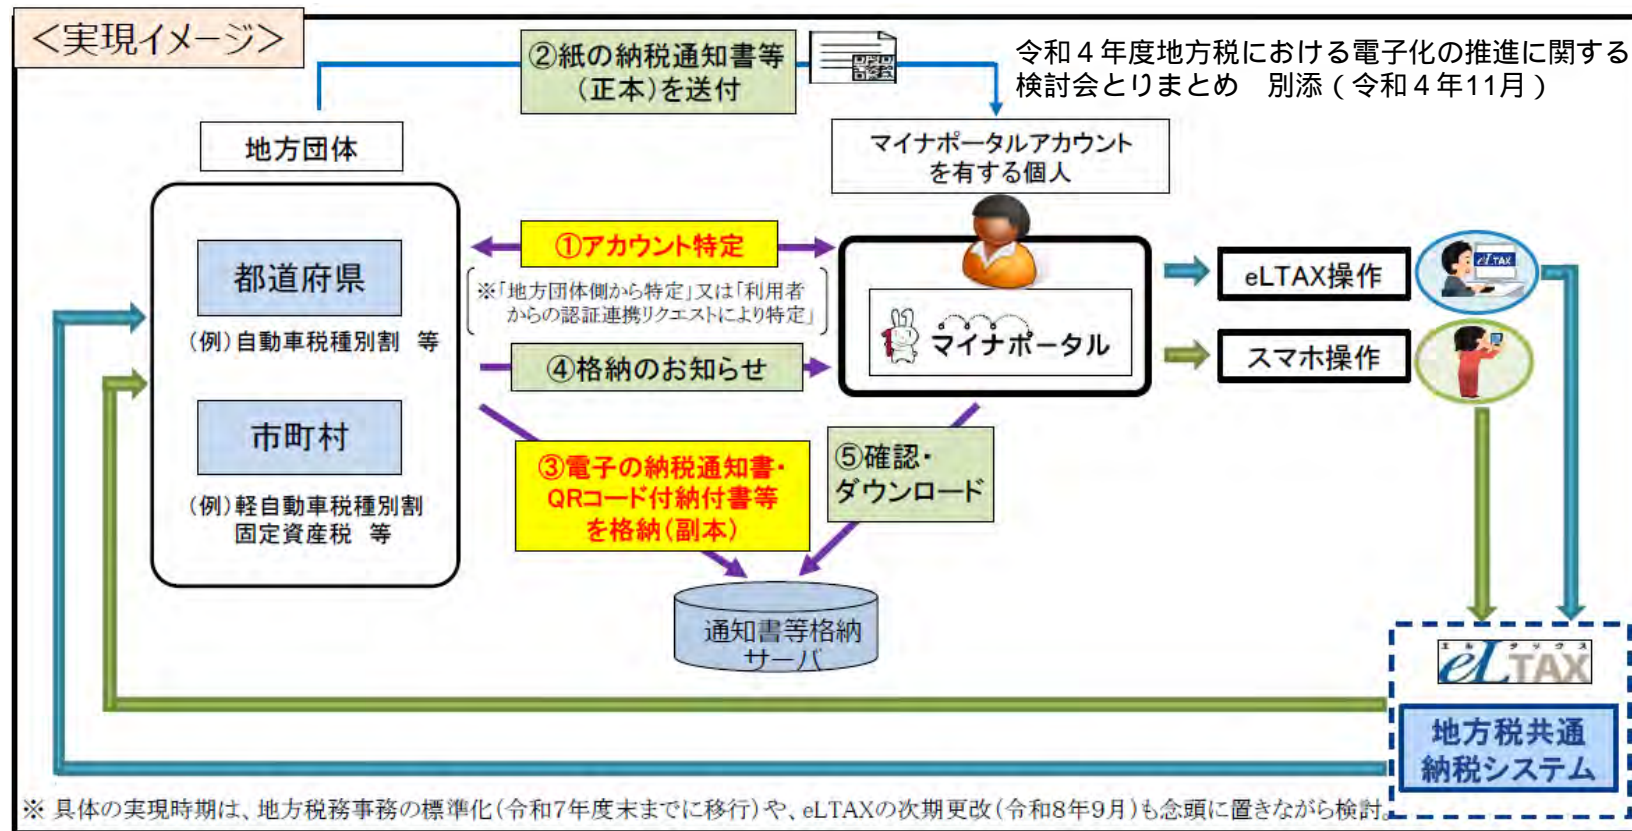 <実現イメージ>
②紙の納税通知書等
(正本)を送付
令和４年度地方税における電子化の推進に関する
検討会とりまとめ　別添（令和４年11月）
地方団体
マイナポータルアカウント
を有する個人
都道府県
(例)自動車税種別割　等
市町村
(例)軽自動車税種別割
固定資産税　等
①アカウント特定
※「地方団体側から特定」又は「利用者
からの認証連携リクエストにより特定」
④格納のお知らせ
③電子の納税通知書・
QRコード付納付書等
を格納(副本)
マイナポータル
⑤確認・
ダウンロード
通知書等格納
サーバ
eLTAX操作
eLTAX
スマホ操作
エルタックス
eLTAX
地方税共通
納税システム
※ 具体の実現時期は、地方税務事務の標準化(令和7年度末までに移行)や、eLTAXの次期更改(令和8年9月)も念頭に置きながら検討。